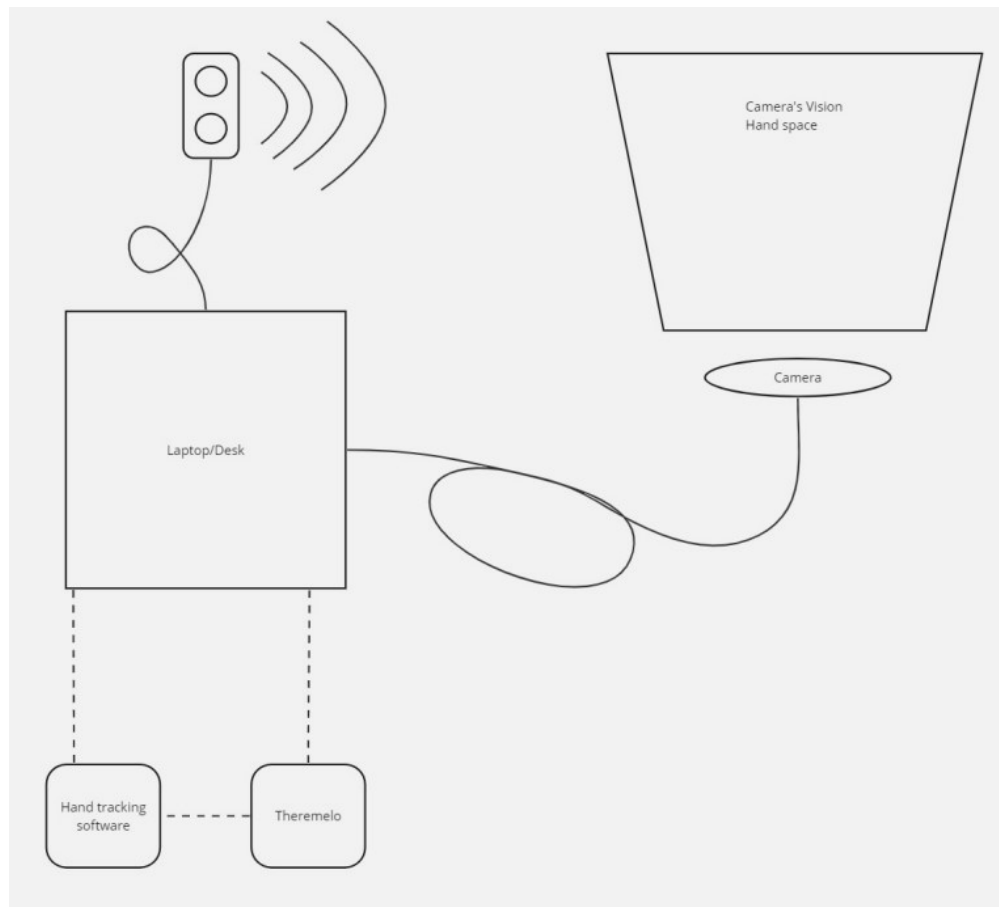 Camera's Vision
Hand space
Camera
Laptop/Desk
Hand tracking
software
Theremelo